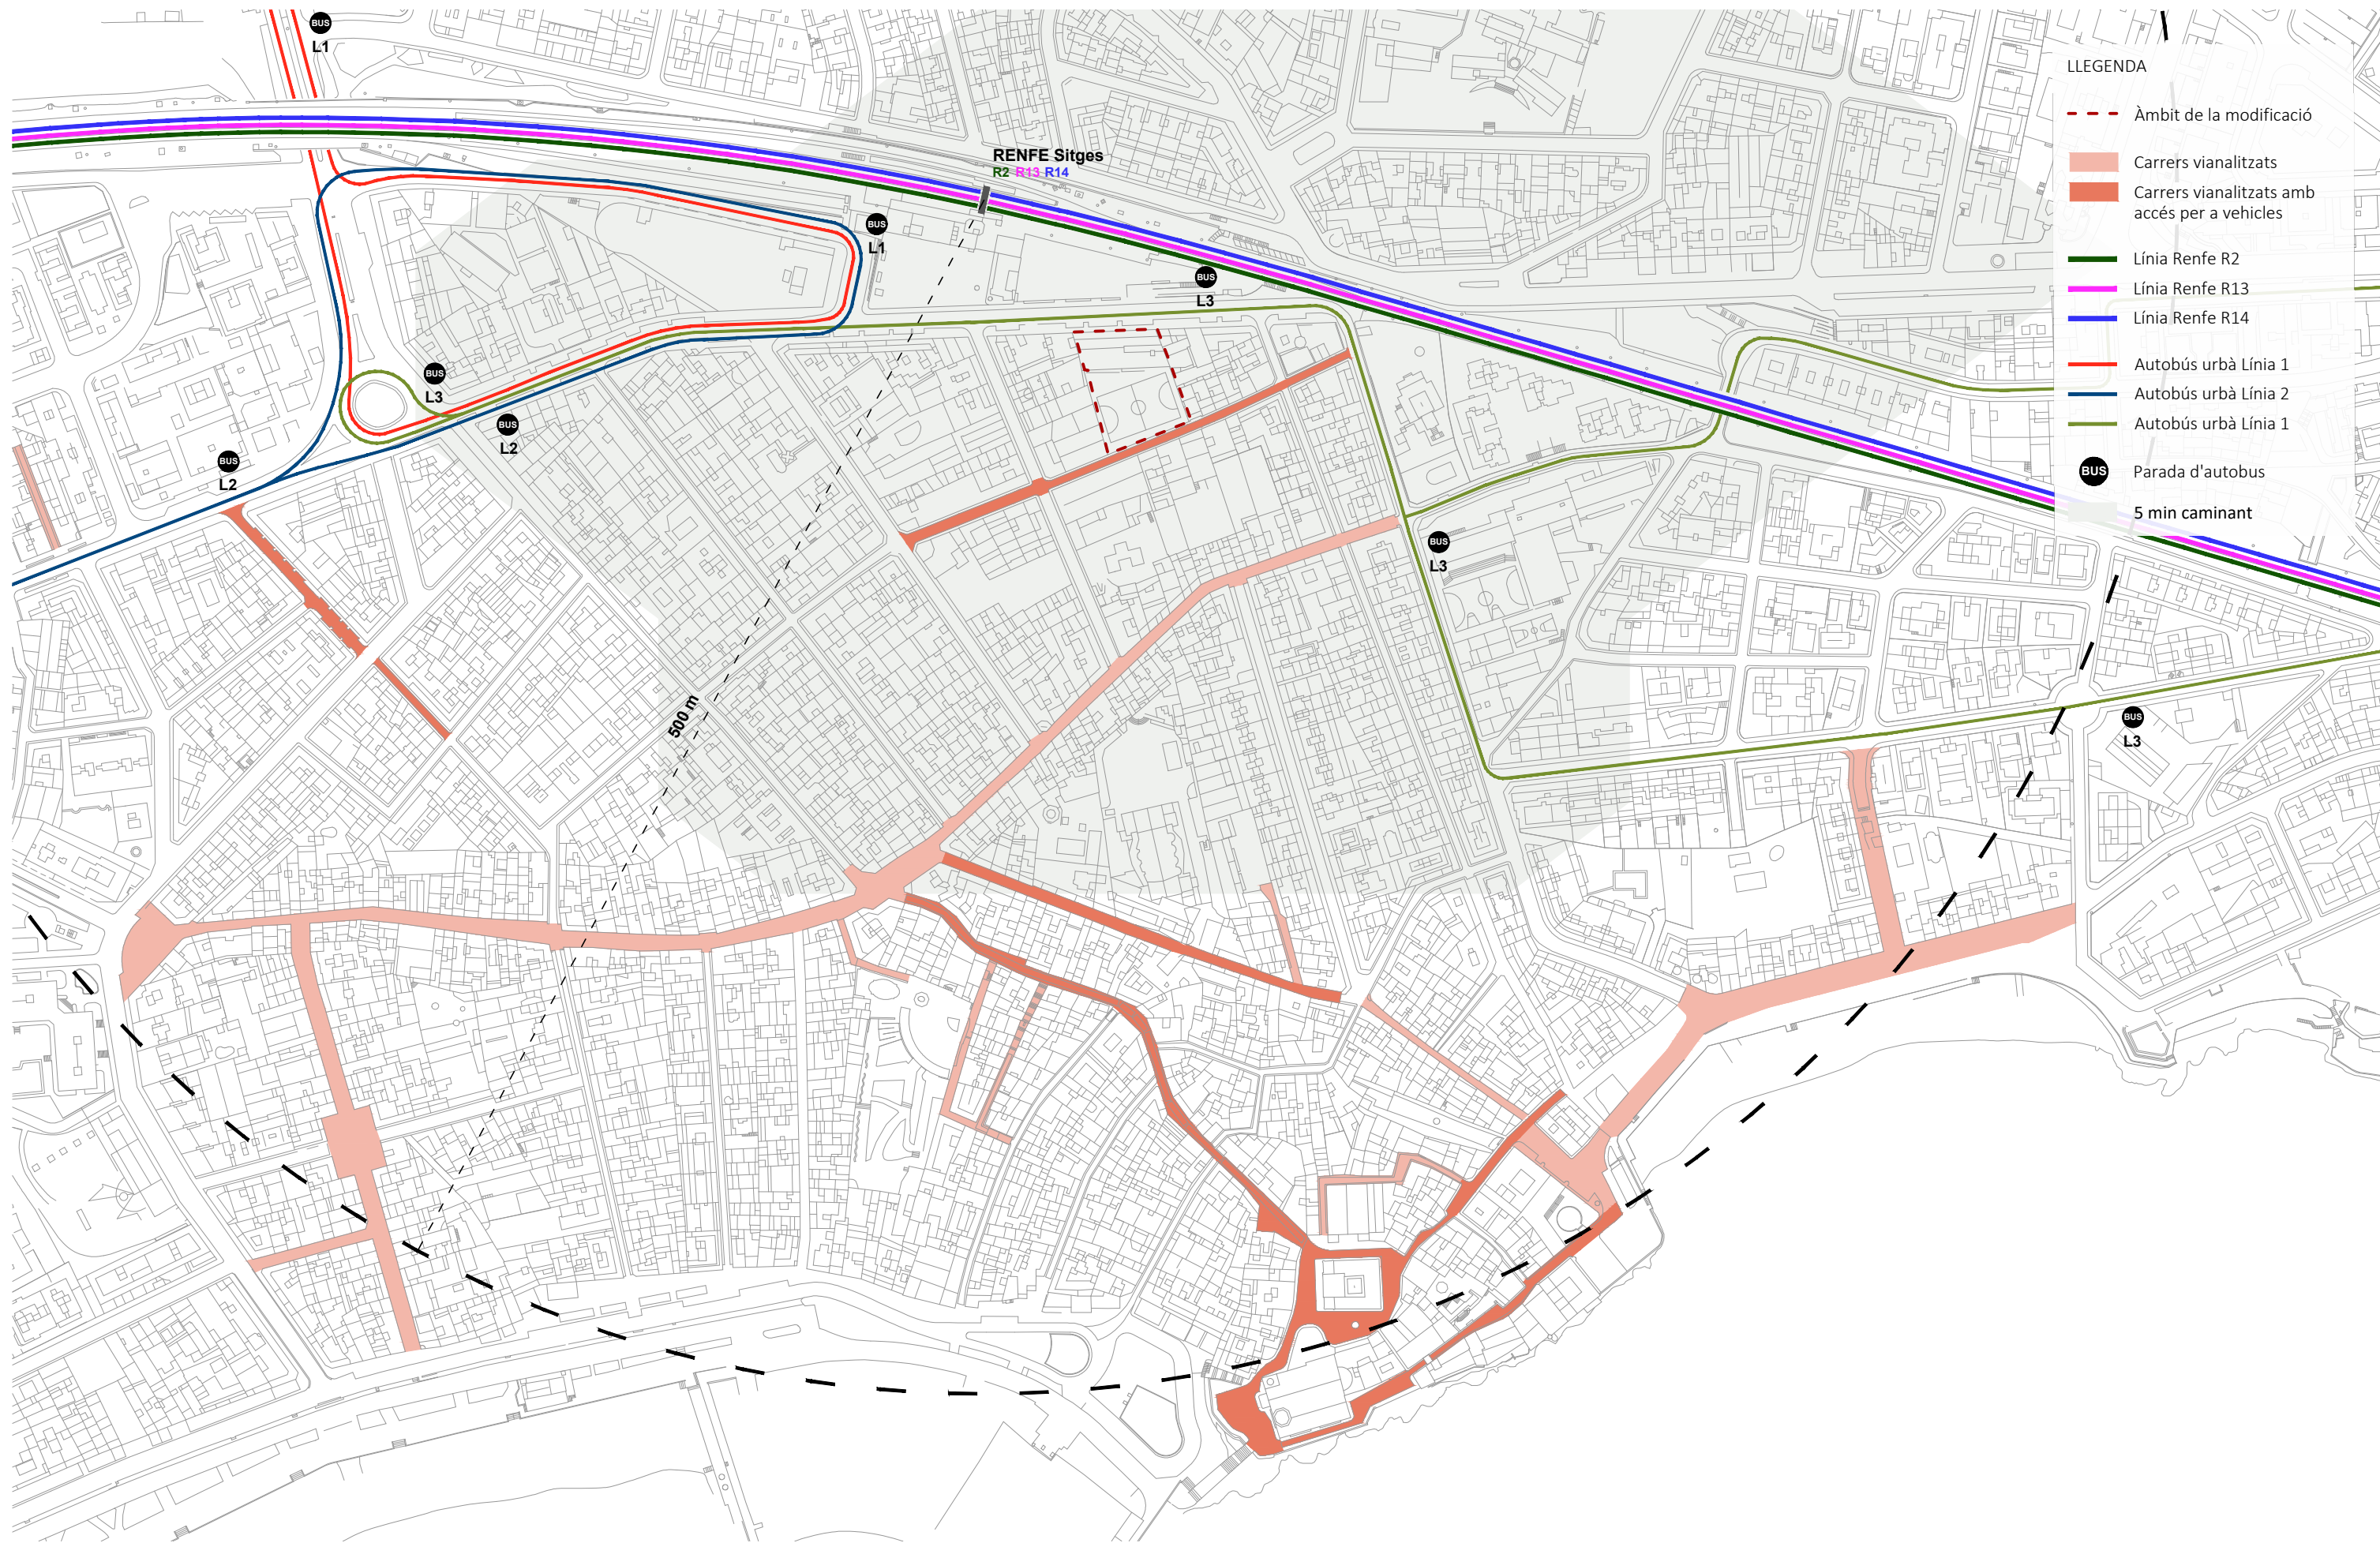 BUS
L1
RENFE Sitges
R2 R13 R14
BUS
L1
BUS
L3
BUS
L3
BUS
L2
BUS
L2
BUS
L3
500 m
BUS
L3
LLEGENDA
Àmbit de la modificació
Carrers vianalitzats
Carrers vianalitzats amb
accés per a vehicles
Línia Renfe R2
Línia Renfe R13
Línia Renfe R14
Autobús urbà Línia 1
Autobús urbà Línia 2
Autobús urbà Línia 1
BUS Parada d'autobus
5 min caminant